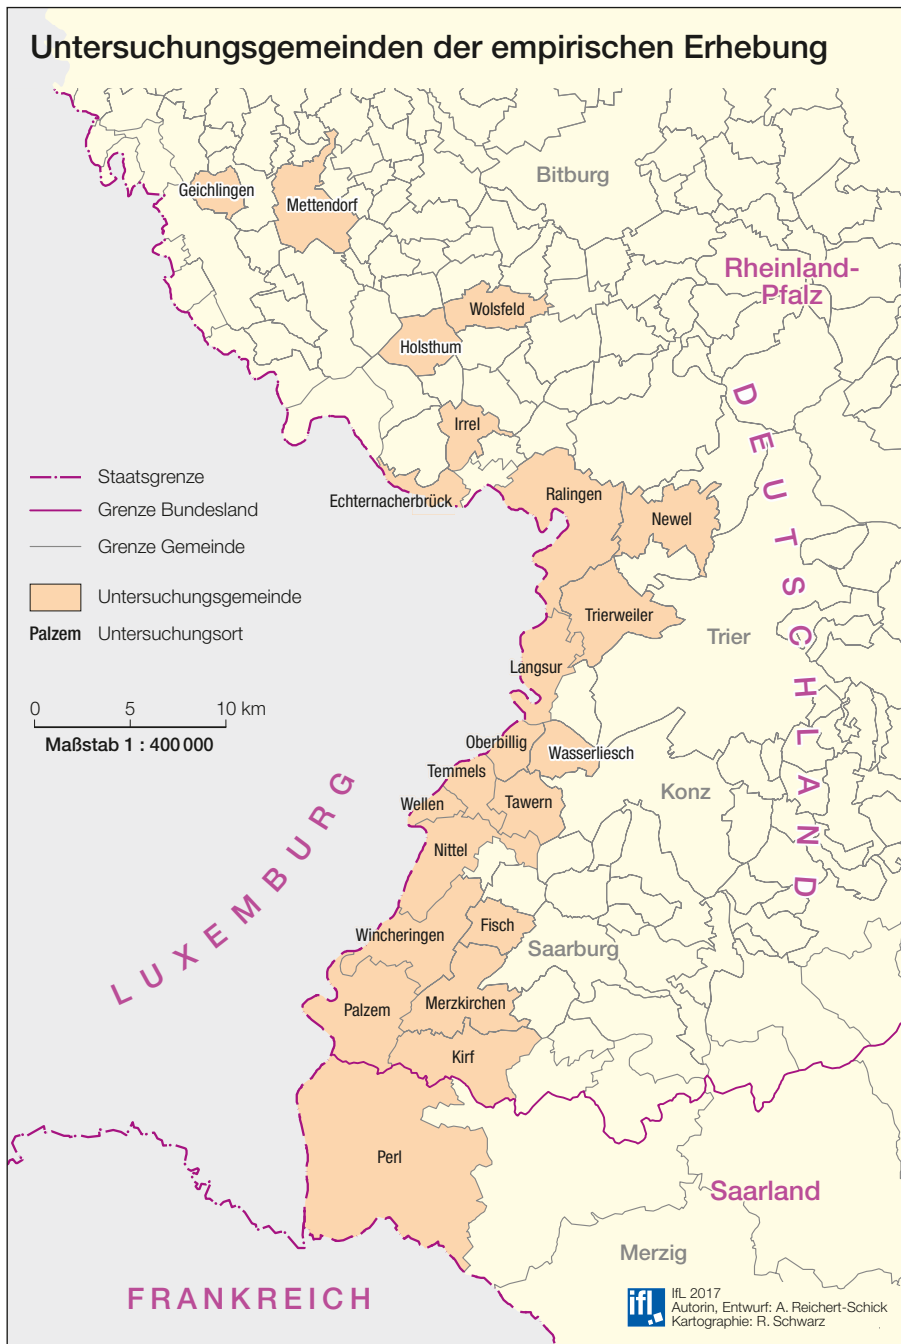 Untersuchungsgemeinden der empirischen Erhebung
Bitburg
Geichlingen
Mettendorf
Rheinland-
Pfalz
Wolsfeld
Holsthum
DEUTSCHLAND
Irrel
Staatsgrenze
Grenze Bundesland
Grenze Gemeinde
Untersuchungsgemeinde
Palzem Untersuchungsort
0 5 10 km
Maßstab 1 : 400 000
Echternacherbrück
Ralingen
Newel
Trierweiler
Trier
Langsur
Oberbillig
Wasserliesch
Temmels
Konz
Wellen
Tawern
LUXEMBURG
Nittel
Fisch
Wincheringen
Saarburg
Palzem
Merzkirchen
Kirf
Perl
Saarland
Merzig
FRANKREICH
ifl
IfL 2017
Autorin, Entwurf: A. Reichert-Schick
Kartographie: R. Schwarz